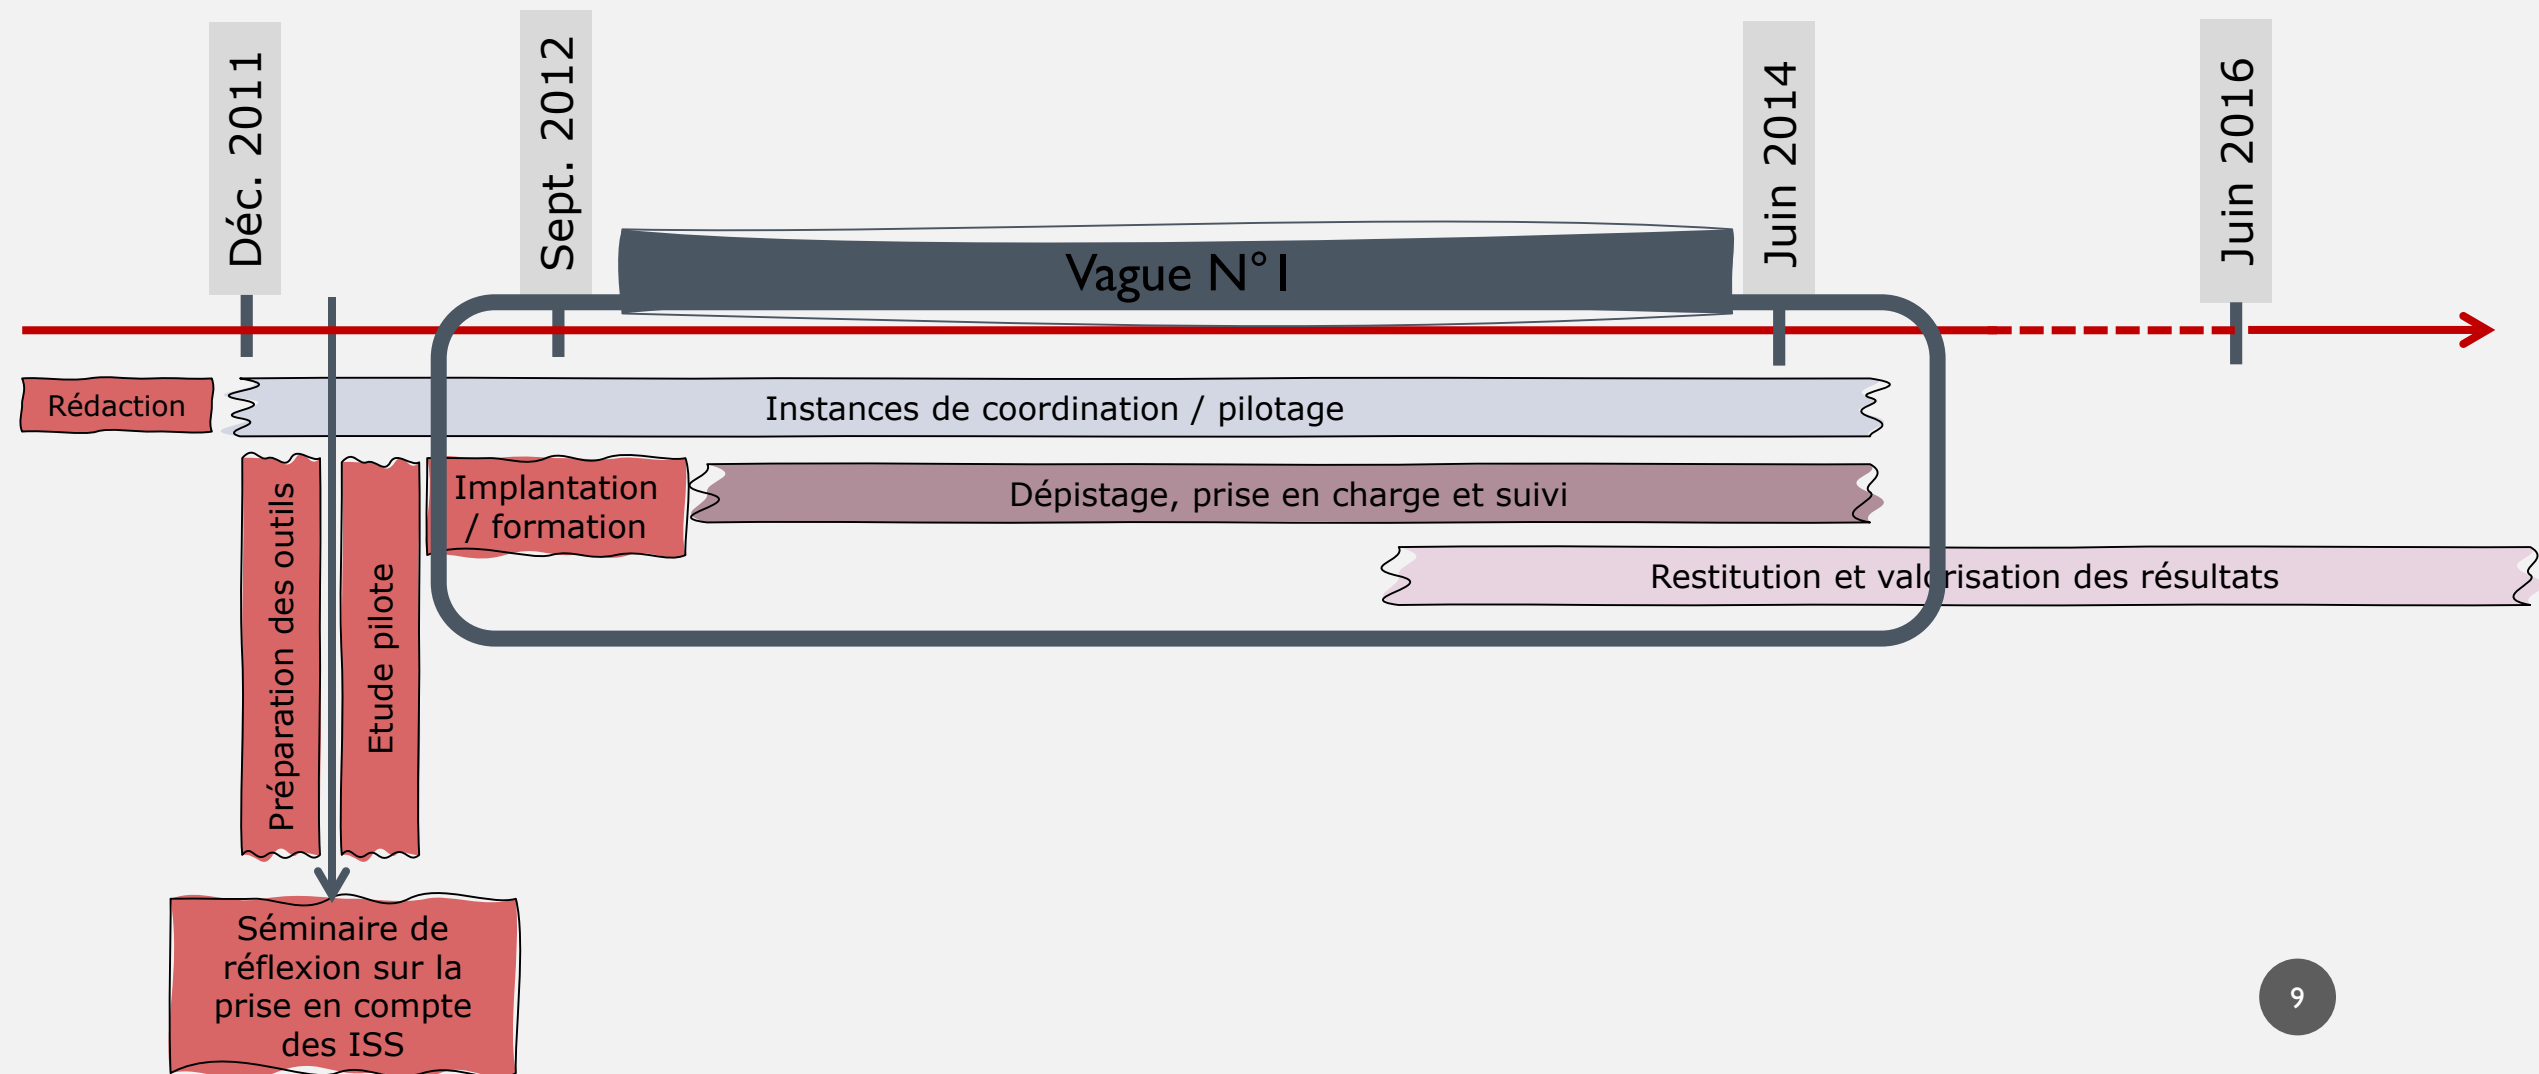 Déc. 2011
Sept. 2012
Juin 2014
Juin 2016
Vague N°1
Rédaction
Instances de coordination / pilotage
Préparation des outils
Etude pilote
Implantation
/ formation
Dépistage, prise en charge et suivi
Restitution et valorisation des résultats
Séminaire de
réflexion sur la
prise en compte
des ISS
9